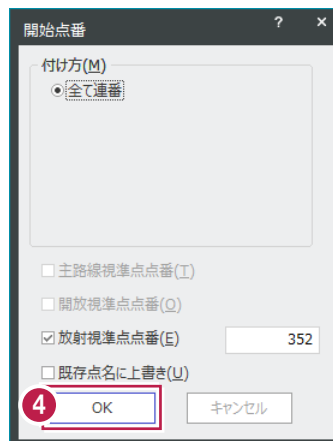 開始点番 ? ×
付け方(M)
全て連番
主路線視準点点番(T)
開放視準点点番(O)
放射視準点点番(E) 352
既存点名に上書き(U)
4 OK キャンセル